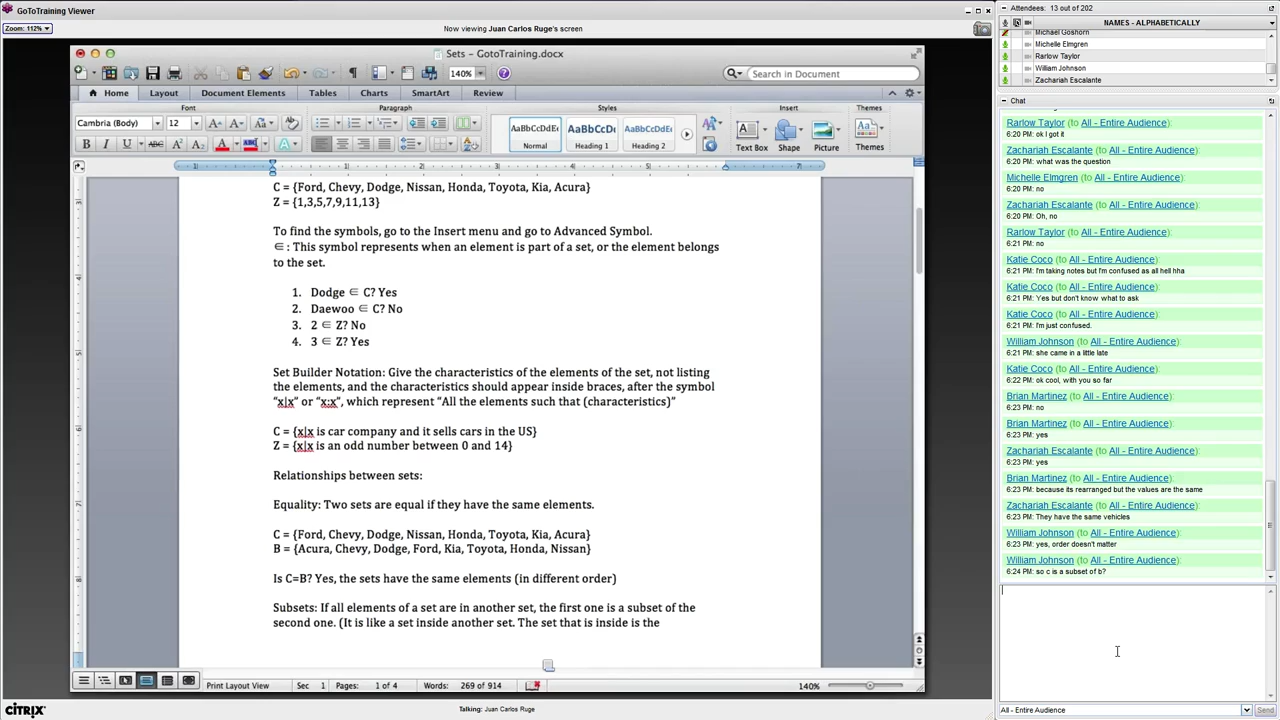 GoToTraining Viewer
Zoom: 112%
Now viewing Juan Carlos Ruge's screen
Sets - GototTraining.docx
140%
Search in Document
Home Layout Document Elements Tables Charts SmartArt Review
Font Paragraph Styles Insert Themes
Cambria (Body) 12
AaBbCcDdEe AaBbCcDc AaBbCcDdEe
Normal Heading 1 Heading 2
Text Box Shape Picture Themes
C = {Ford, Chevy, Dodge, Nissan, Honda, Toyota, Kia, Acura}
Z = {1,3,5,7,9,11,13}
To find the symbols, go to the Insert menu and go to Advanced Symbol.
∈ : This symbol represents when an element is part of a set, or the element belongs
to the set.
1. Dodge ∈ C? Yes
2. Daewoo ∈ C? No
3. 2 ∈ Z? No
4. 3 ∈ Z? Yes
Set Builder Notation: Give the characteristics of the elements of the set, not listing
the elements, and the characteristics should appear inside braces, after the symbol
“x|x” or “x:x”, which represent “All the elements such that (characteristics)”
C = {x|x is car company and it sells cars in the US}
Z = {x|x is an odd number between 0 and 14}
Relationships between sets:
Equality: Two sets are equal if they have the same elements.
C = {Ford, Chevy, Dodge, Nissan, Honda, Toyota, Kia, Acura}
B = {Acura, Chevy, Dodge, Ford, Kia, Toyota, Honda, Nissan}
Is C=B? Yes, the sets have the same elements (in different order)
Subsets: If all elements of a set are in another set, the first one is a subset of the
second one. (It is like a set inside another set. The set that is inside is the
Print Layout View Sec 1 Pages: 1 of 4 Words: 269 of 914 140%
CITRIX
Talking: Juan Carlos Ruge
Attendees: 13 out of 202
NAMES - ALPHABETICALLY
Michael Goshorn
Michelle Elmgren
Rarlow Taylor
William Johnson
Zachariah Escalante
Chat
Rarlow Taylor (to All - Entire Audience):
6:20 PM: ok I got it
Zachariah Escalante (to All - Entire Audience):
6:20 PM: what was the question
Michelle Elmgren (to All - Entire Audience):
6:20 PM: no
Zachariah Escalante (to All - Entire Audience):
6:20 PM: Oh, no
Rarlow Taylor (to All - Entire Audience):
6:21 PM: no
Katie Coco (to All - Entire Audience):
6:21 PM: I'm taking notes but I'm confused as all hell hha
Katie Coco (to All - Entire Audience):
6:21 PM: Yes but don't know what to ask
Katie Coco (to All - Entire Audience):
6:21 PM: I'm just confused.
William Johnson (to All - Entire Audience):
6:21 PM: she came in a little late
Katie Coco (to All - Entire Audience):
6:22 PM: ok cool, with you so far
Brian Martinez (to All - Entire Audience):
6:23 PM: no
Brian Martinez (to All - Entire Audience):
6:23 PM: yes
Zachariah Escalante (to All - Entire Audience):
6:23 PM: yes
Brian Martinez (to All - Entire Audience):
6:23 PM: because its rearranged but the values are the same
Zachariah Escalante (to All - Entire Audience):
6:23 PM: They have the same vehicles
William Johnson (to All - Entire Audience):
6:23 PM: yes, order doesn't matter
William Johnson (to All - Entire Audience):
6:24 PM: so c is a subset of b?
All - Entire Audience
Send